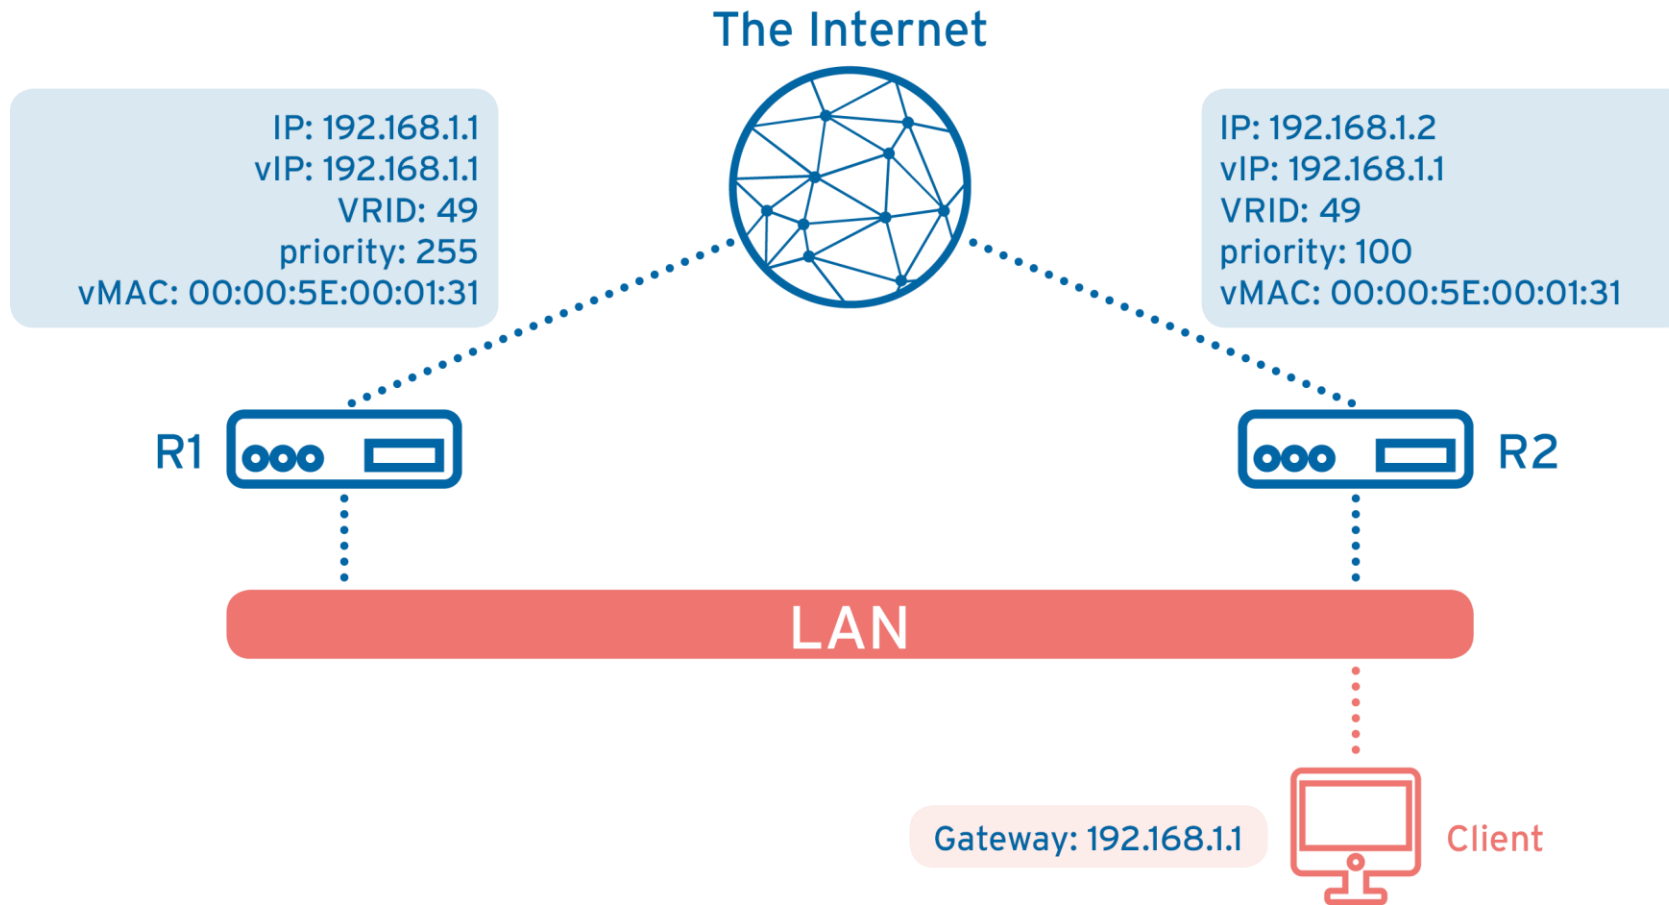 The Internet
IP: 192.168.1.1
vIP: 192.168.1.1
VRID: 49
priority: 255
vMAC: 00:00:5E:00:01:31
IP: 192.168.1.2
vIP: 192.168.1.1
VRID: 49
priority: 100
vMAC: 00:00:5E:00:01:31
R1
R2
LAN
Gateway: 192.168.1.1
Client